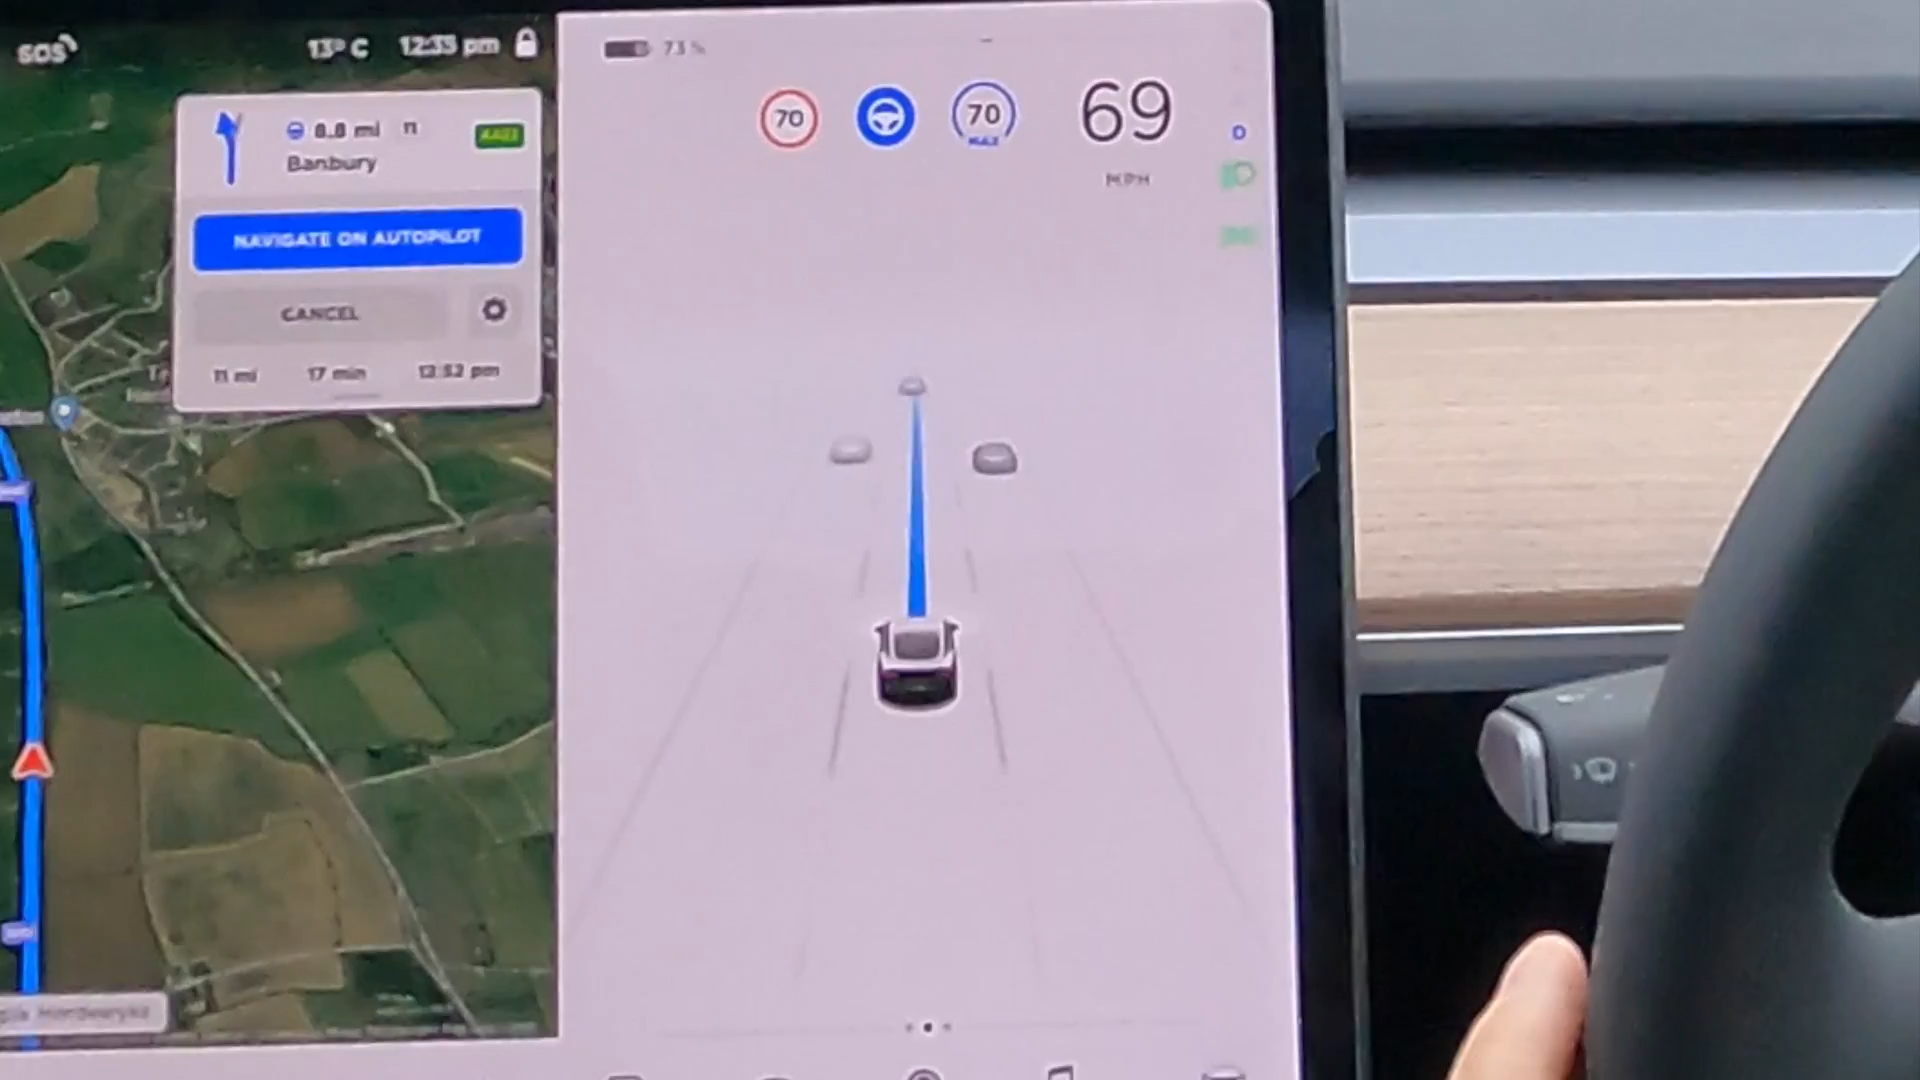 SOS
13° C
12:35 pm
73 %
8.8 mi
11
Banbury
NAVIGATE ON AUTOPILOT
CANCEL
11 mi
17 min
12:52 pm
70
70
MAX
69
MPH
D